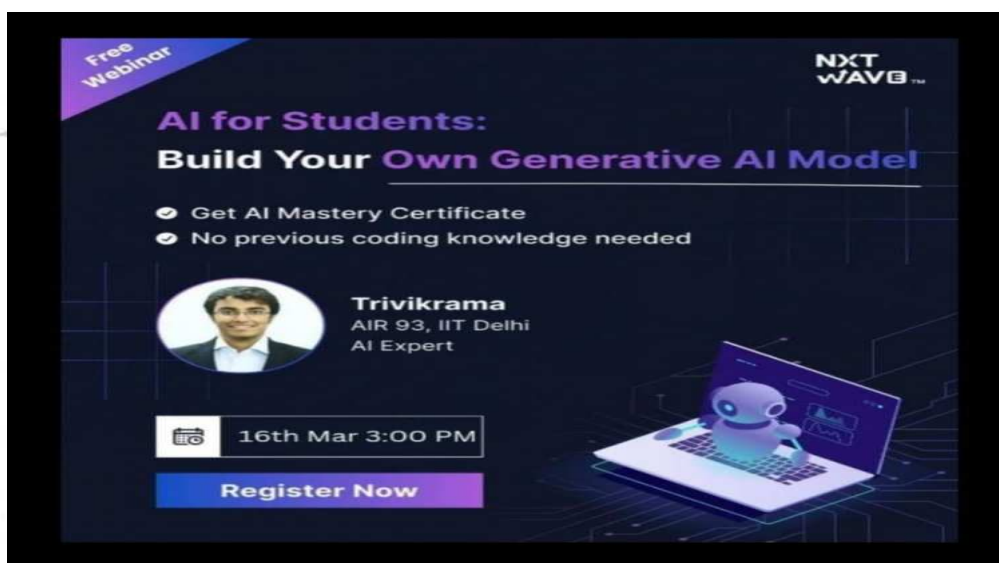 Free
Webinar
NXT
WAVE™
AI for Students:
Build Your Own Generative AI Model
Get AI Mastery Certificate
No previous coding knowledge needed
Trivikrama
AIR 93, IIT Delhi
AI Expert
16th Mar 3:00 PM
Register Now